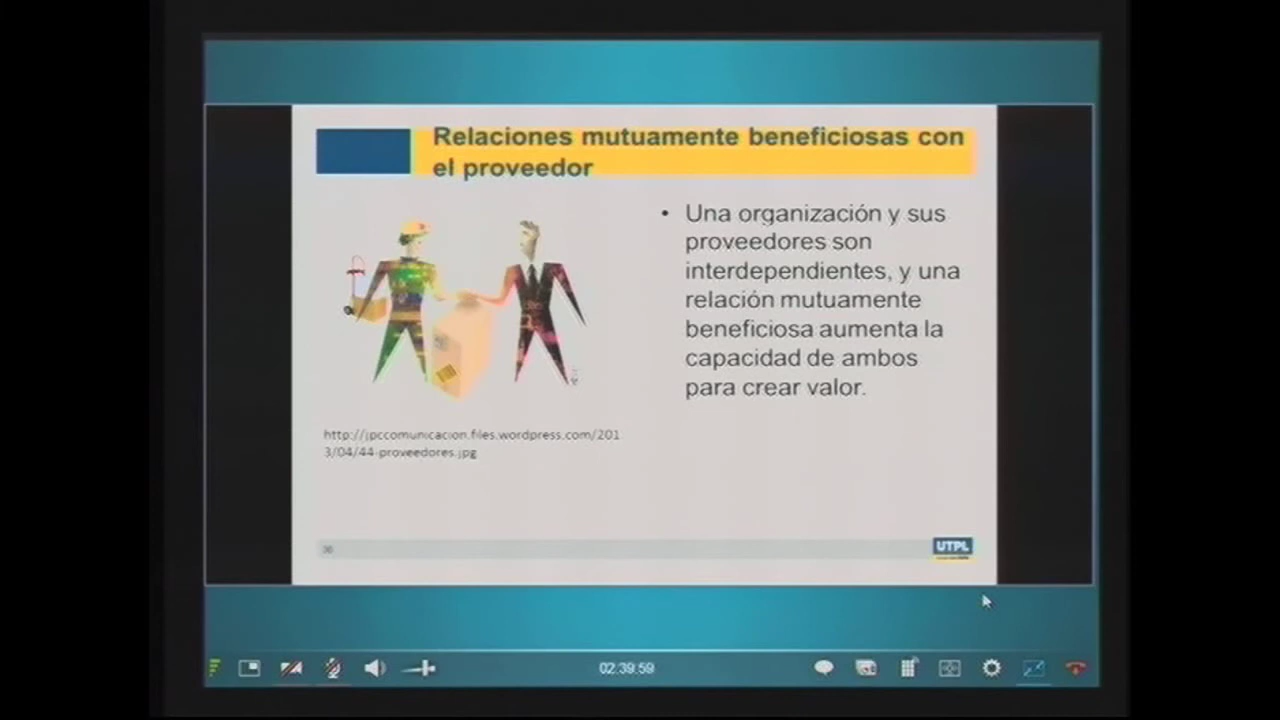 Relaciones mutuamente beneficiosas con
el proveedor
• Una organización y sus
proveedores son
interdependientes, y una
relación mutuamente
beneficiosa aumenta la
capacidad de ambos
para crear valor.
http://jpccomunicacion.files.wordpress.com/201
3/04/44-proveedores.jpg
36
UTPL
02:39:59